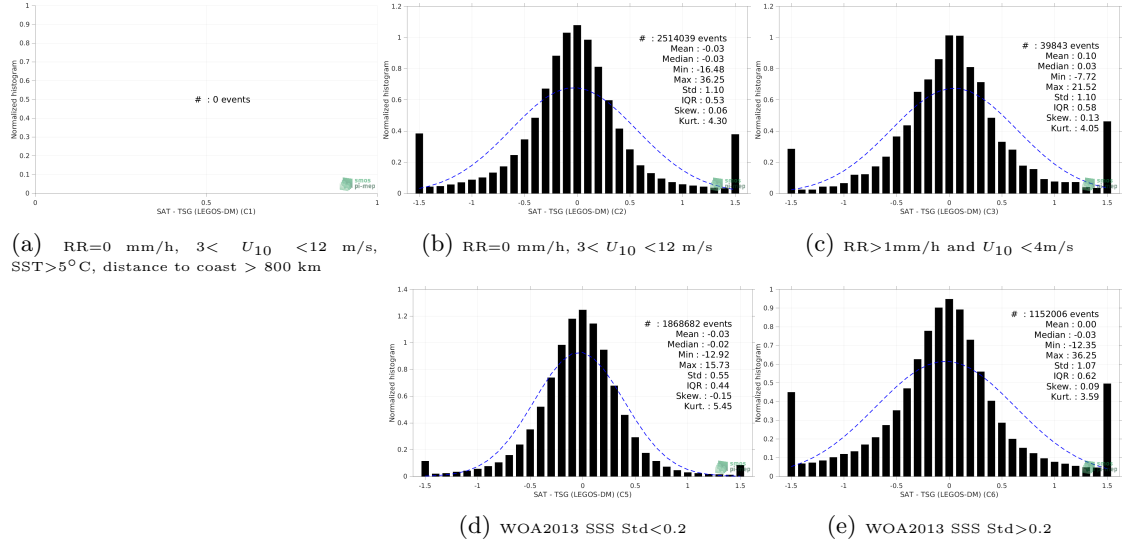 1
0.9
0.8
0.7
0.6
0.5
0.4
0.3
0.2
0.1
0
Normalized histogram
# : 0 events
smos
pi-mep
0 0.5 1
SAT - TSG (LEGOS-DM) (C1)
(a) RR=0 mm/h, 3< U10 <12 m/s,
SST>5°C, distance to coast > 800 km
1.2
1
0.8
0.6
0.4
0.2
0
Normalized histogram
# : 2514039 events
Mean : -0.03
Median : -0.03
Min : -16.48
Max : 36.25
Std : 1.10
IQR : 0.53
Skew. : 0.06
Kurt. : 4.30
smos
pi-mep
-1.5 -1 -0.5 0 0.5 1 1.5
SAT - TSG (LEGOS-DM) (C2)
(b) RR=0 mm/h, 3< U10 <12 m/s
1.2
1
0.8
0.6
0.4
0.2
0
Normalized histogram
# : 39843 events
Mean : 0.10
Median : 0.03
Min : -7.72
Max : 21.52
Std : 1.10
IQR : 0.58
Skew. : 0.13
Kurt. : 4.05
smos
pi-mep
-1.5 -1 -0.5 0 0.5 1 1.5
SAT - TSG (LEGOS-DM) (C3)
(c) RR>1mm/h and U10 <4m/s
1.4
1.2
1
0.8
0.6
0.4
0.2
0
Normalized histogram
# : 1868682 events
Mean : -0.03
Median : -0.02
Min : -12.92
Max : 15.73
Std : 0.55
IQR : 0.44
Skew. : -0.15
Kurt. : 5.45
smos
pi-mep
-1.5 -1 -0.5 0 0.5 1 1.5
SAT - TSG (LEGOS-DM) (C5)
(d) WOA2013 SSS Std<0.2
1
0.9
0.8
0.7
0.6
0.5
0.4
0.3
0.2
0.1
0
Normalized histogram
# : 1152006 events
Mean : 0.00
Median : -0.03
Min : -12.35
Max : 36.25
Std : 1.07
IQR : 0.62
Skew. : 0.09
Kurt. : 3.59
smos
pi-mep
-1.5 -1 -0.5 0 0.5 1 1.5
SAT - TSG (LEGOS-DM) (C6)
(e) WOA2013 SSS Std>0.2